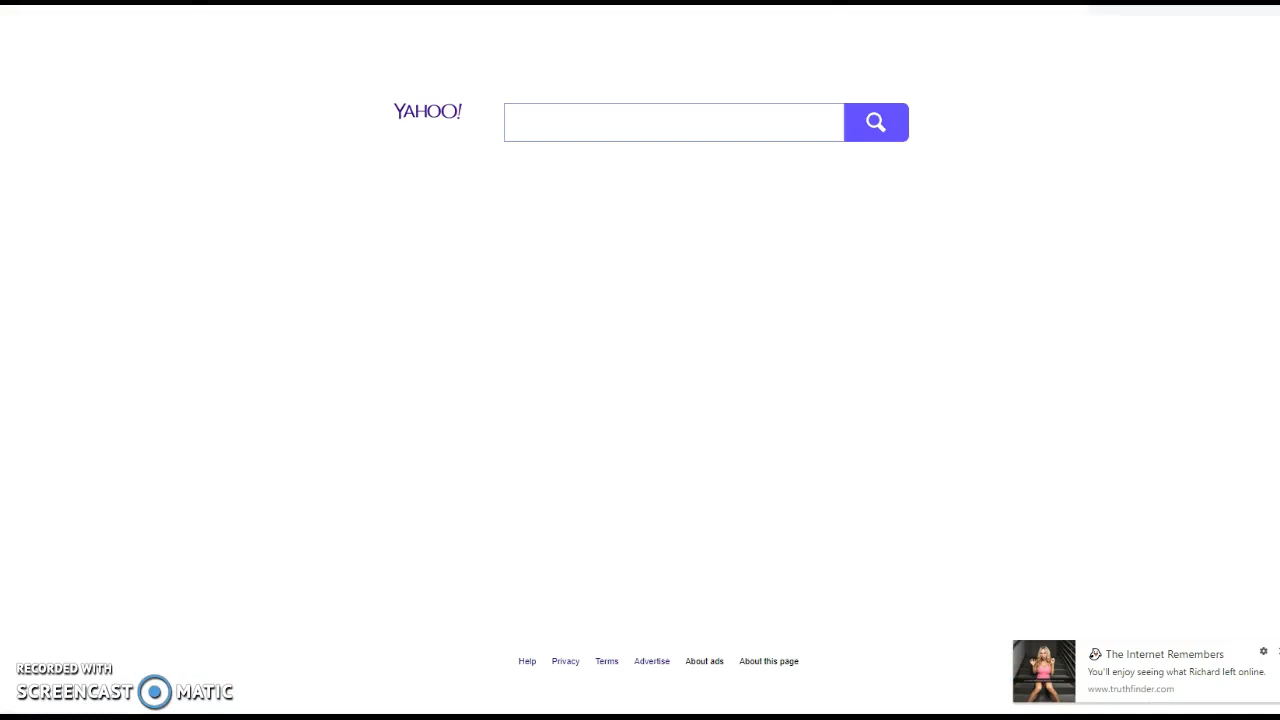 YAHOO!
Help Privacy Terms Advertise About ads About this page
The Internet Remembers
You'll enjoy seeing what Richard left online.
www.truthfinder.com
RECORDED WITH
SCREENCAST MATIC